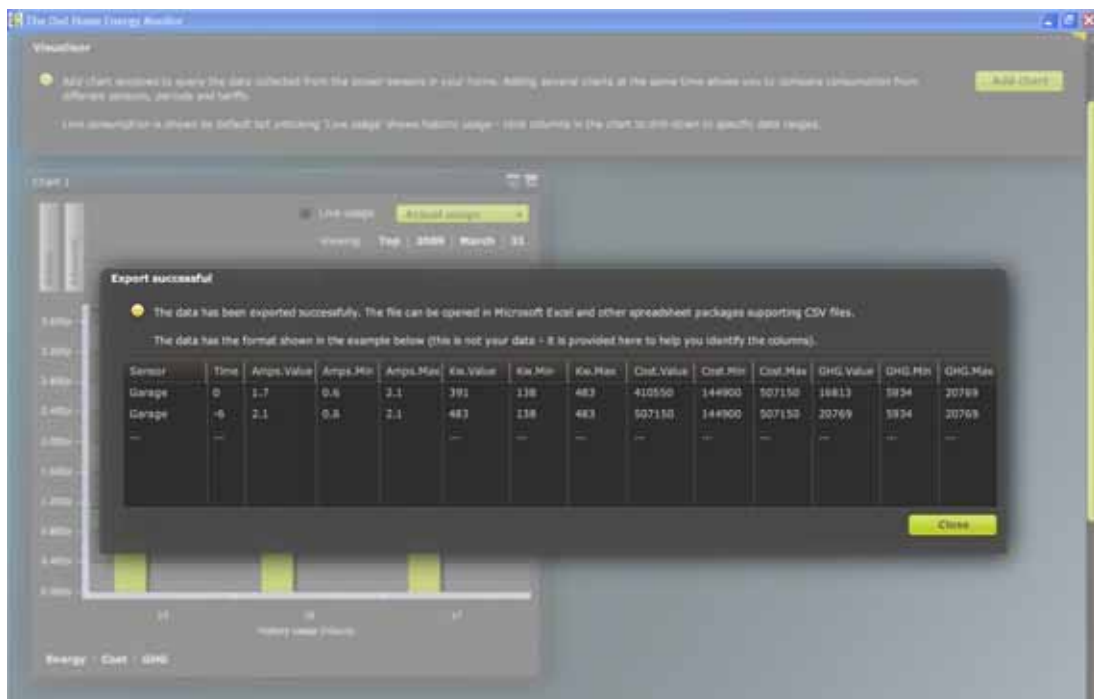 The Owl Home Energy Monitor
Visualiser
Add chart windows to query the data collected from the power sensors in your home. Adding several charts at the same time allows you to compare consumption from
different sensors, periods and tariffs.
Add chart
Live consumption is shown by default but unticking 'Live usage' shows historic usage - click columns in the chart to drill-down to specific data ranges.
Chart 1
Live usage
Actual usage
Viewing Top | 2009 | March | 31
Export successful
The data has been exported successfully. The file can be opened in Microsoft Excel and other spreadsheet packages supporting CSV files.
The data has the format shown in the example below (this is not your data - it is provided here to help you identify the columns).
Sensor Time Amps.Value Amps.Min Amps.Max Kw.Value Kw.Min Kw.Max Cost.Value Cost.Min Cost.Max GHG.Value GHG.Min GHG.Max
Garage 0 1.7 0.6 2.1 391 138 483 410550 144900 507150 16813 5934 20769
Garage -6 2.1 0.8 2.1 483 138 483 507150 144900 507150 20769 5934 20769
... ... ... ... ... ... ... ... ... ...
Close
15 16 17
History usage (Hours)
Energy Cost GHG